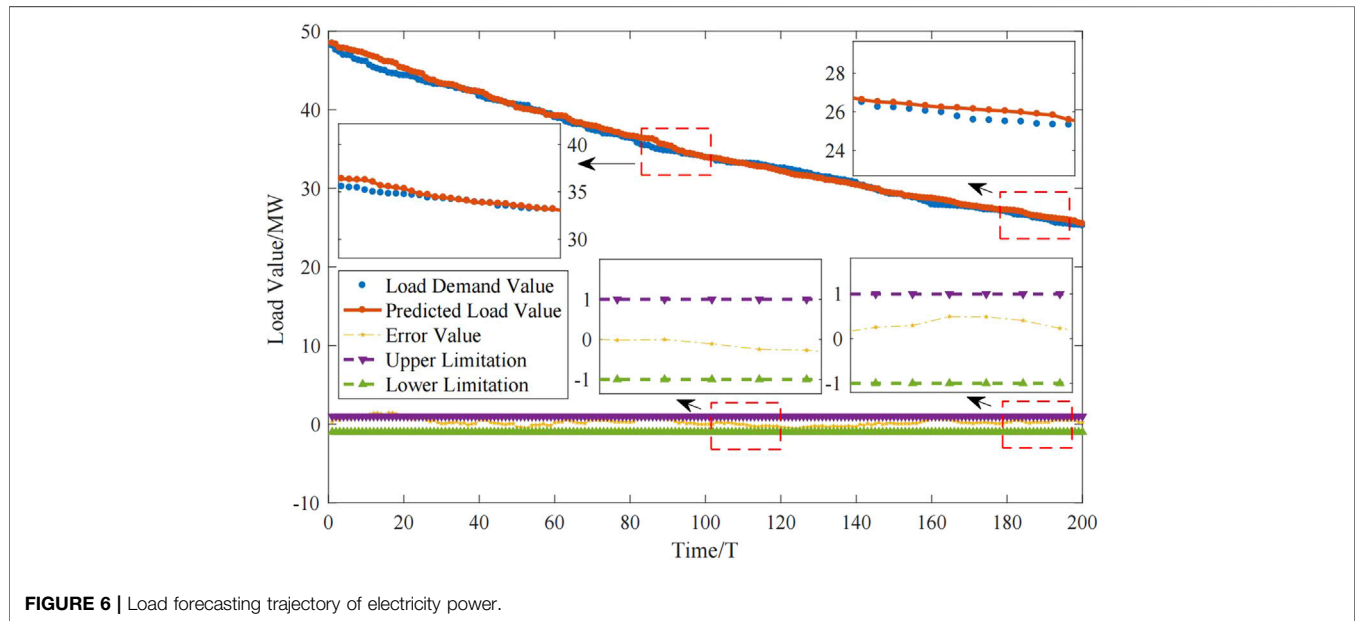 50
40
30
20
10
0
-10
Load Value/MW
0 20 40 60 80 100 120 140 160 180 200
Time/T
40
35
30
28
26
24
Load Demand Value
Predicted Load Value
Error Value
Upper Limitation
Lower Limitation
1
0
-1
1
0
-1
FIGURE 6 | Load forecasting trajectory of electricity power.